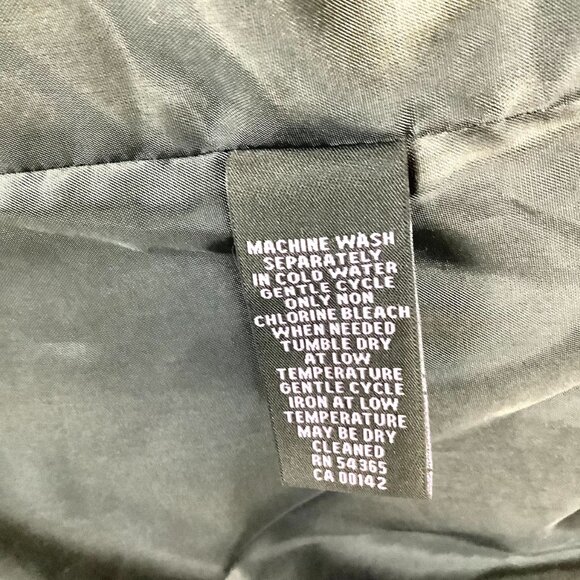 MACHINE WASH
SEPARATELY
IN COLD WATER
GENTLE CYCLE
ONLY NON
CHLORINE BLEACH
WHEN NEEDED
TUMBLE DRY
AT LOW
TEMPERATURE
GENTLE CYCLE
IRON AT LOW
TEMPERATURE
MAY BE DRY
CLEANED
RN 54365
CA 00142